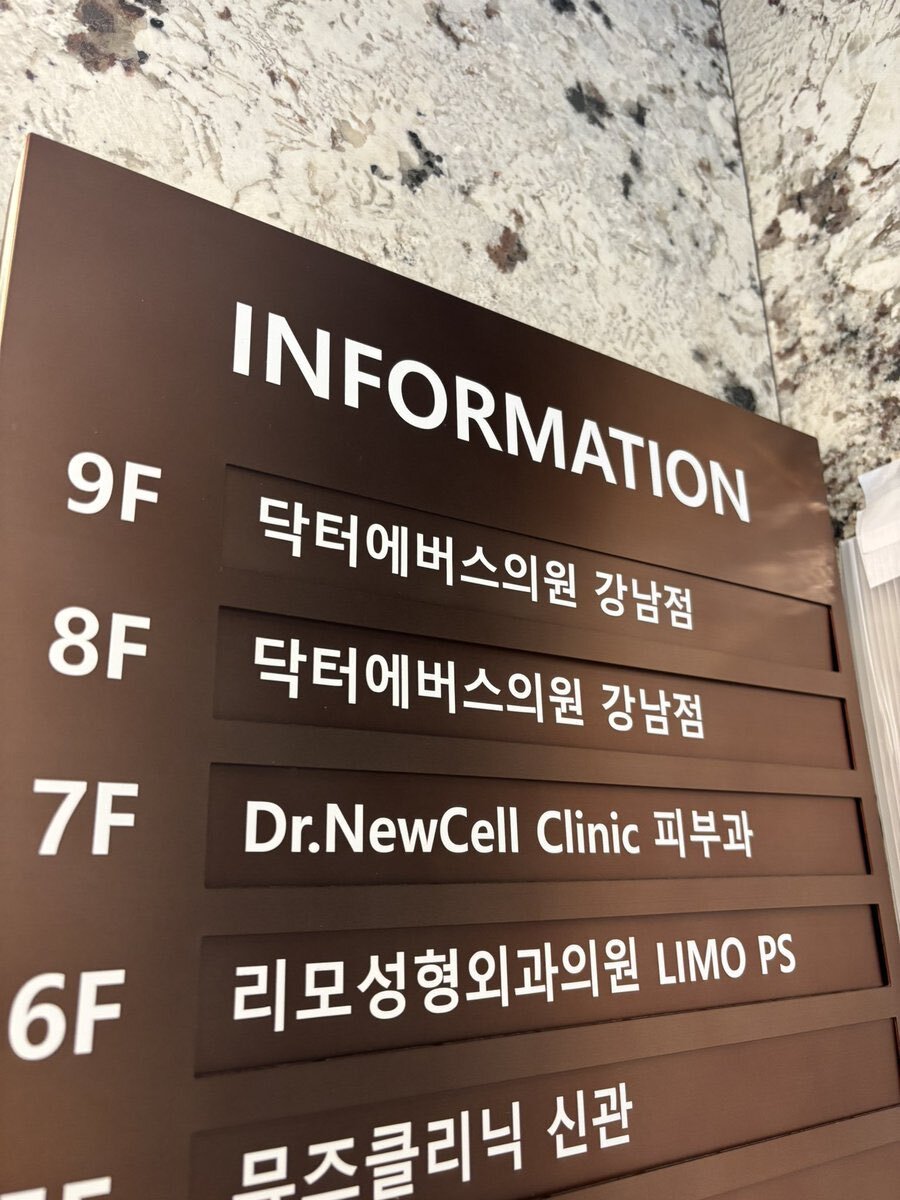 INFORMATION
9F 닥터에버스의원 강남점
8F 닥터에버스의원 강남점
7F Dr.NewCell Clinic 피부과
6F 리모성형외과의원 LIMO PS
뮤즈클리닉 신관